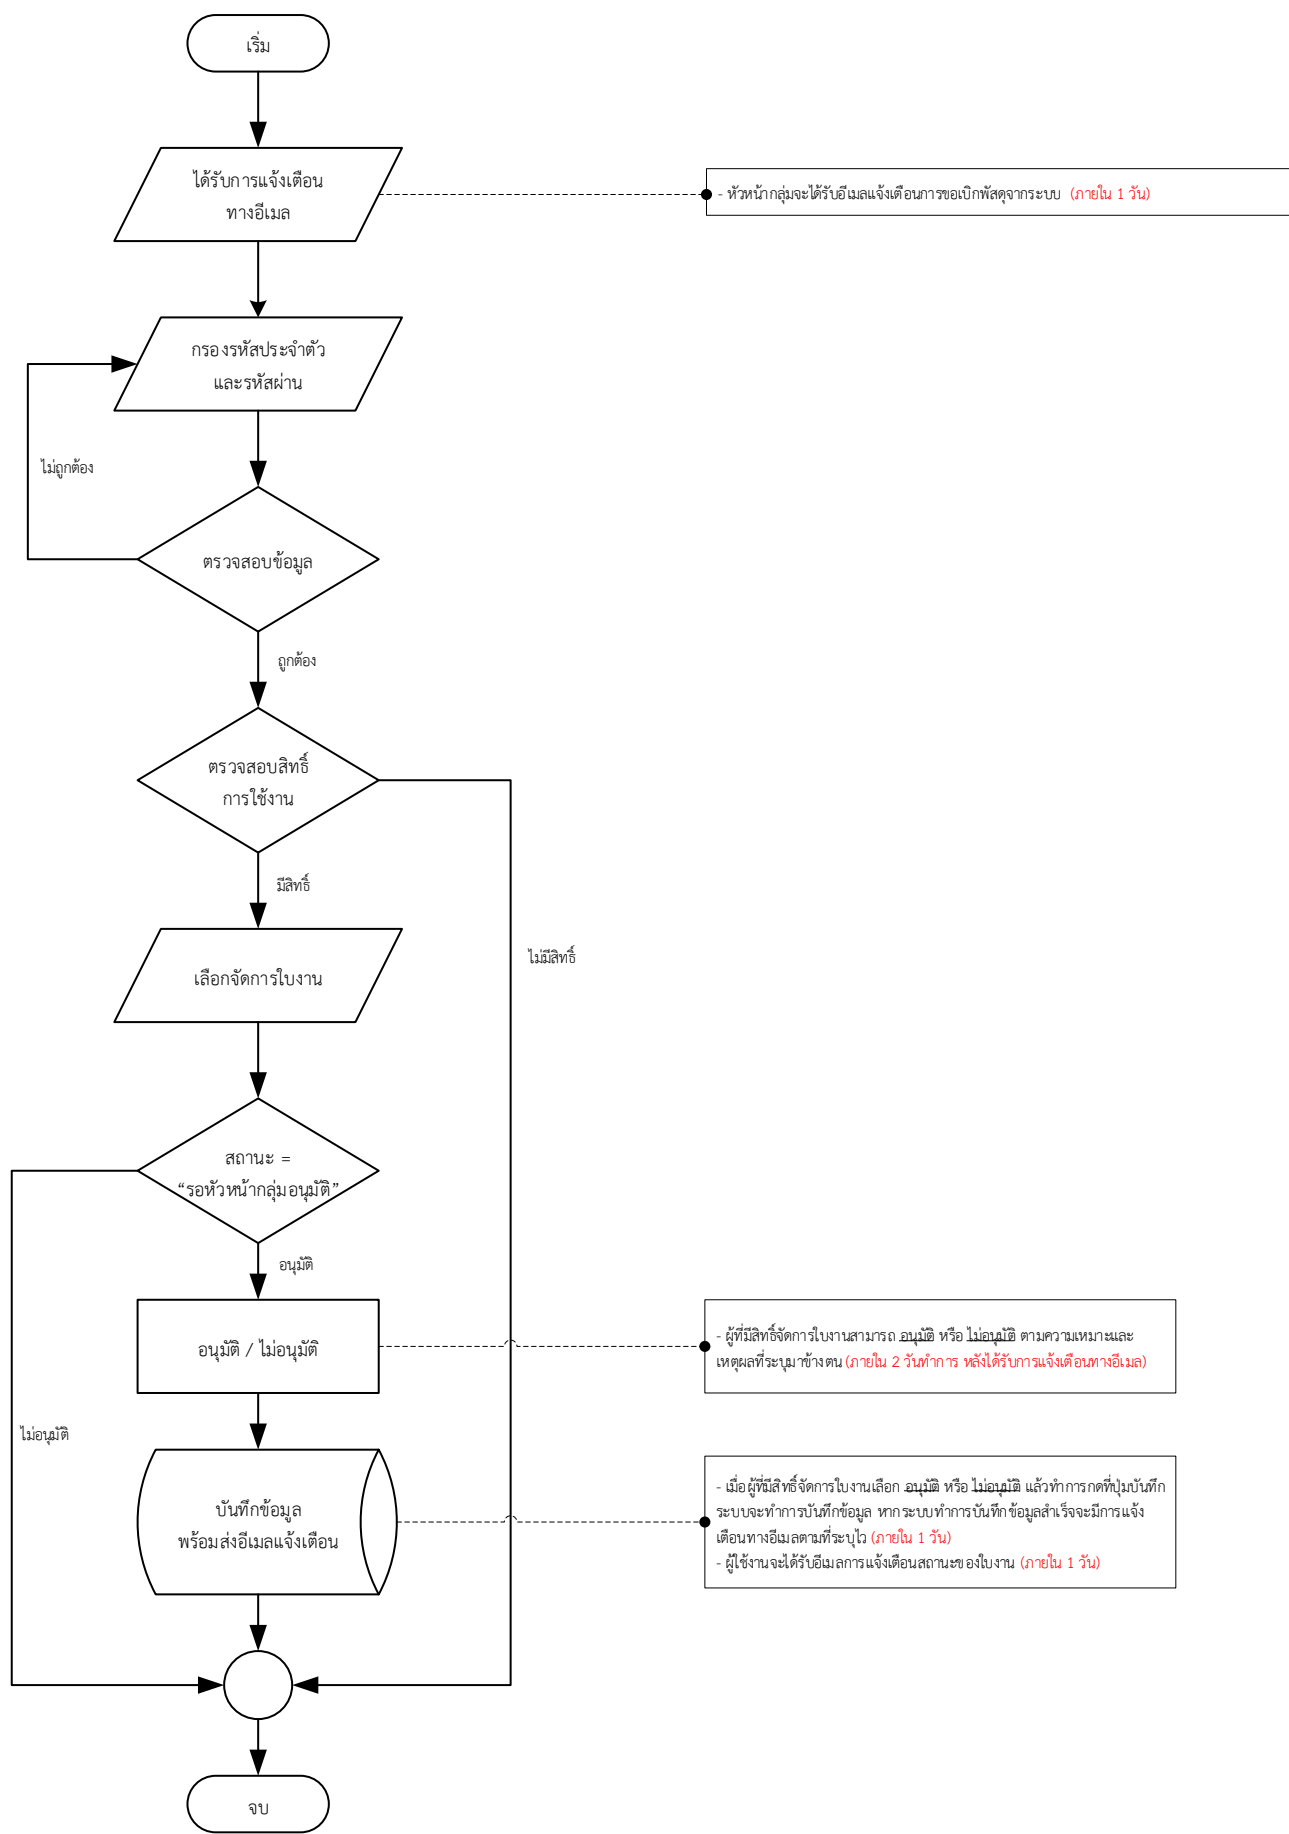 เริ่ม
ได้รับการแจ้งเตือน
ทางอีเมล
- หัวหน้ากลุ่มจะได้รับอีเมลแจ้งเตือนการขอเบิกพัสดุจากระบบ (ภายใน 1 วัน)
กรองรหัสประจำตัว
และรหัสผ่าน
ไม่ถูกต้อง
ตรวจสอบข้อมูล
ถูกต้อง
ตรวจสอบสิทธิ์
การใช้งาน
มีสิทธิ์
ไม่มีสิทธิ์
เลือกจัดการใบงาน
สถานะ =
“รอหัวหน้ากลุ่มอนุมัติ”
อนุมัติ
อนุมัติ / ไม่อนุมัติ
- ผู้ที่มีสิทธิ์จัดการใบงานสามารถ อนุมัติ หรือ ไม่อนุมัติ ตามความเหมาะและ
เหตุผลที่ระบุมาข้างตน (ภายใน 2 วันทำการ หลังได้รับการแจ้งเตือนทางอีเมล)
ไม่อนุมัติ
บันทึกข้อมูล
พร้อมส่งอีเมลแจ้งเตือน
- เมื่อผู้ที่มีสิทธิ์จัดการใบงานเลือก อนุมัติ หรือ ไม่อนุมัติ แล้วทำการกดที่ปุ่มบันทึก
ระบบจะทำการบันทึกข้อมูล หากระบบทำการบันทึกข้อมูลสำเร็จจะมีการแจ้ง
เตือนทางอีเมลตามที่ระบุไว (ภายใน 1 วัน)
- ผู้ใช้งานจะได้รับอีเมลการแจ้งเตือนสถานะของใบงาน (ภายใน 1 วัน)
จบ